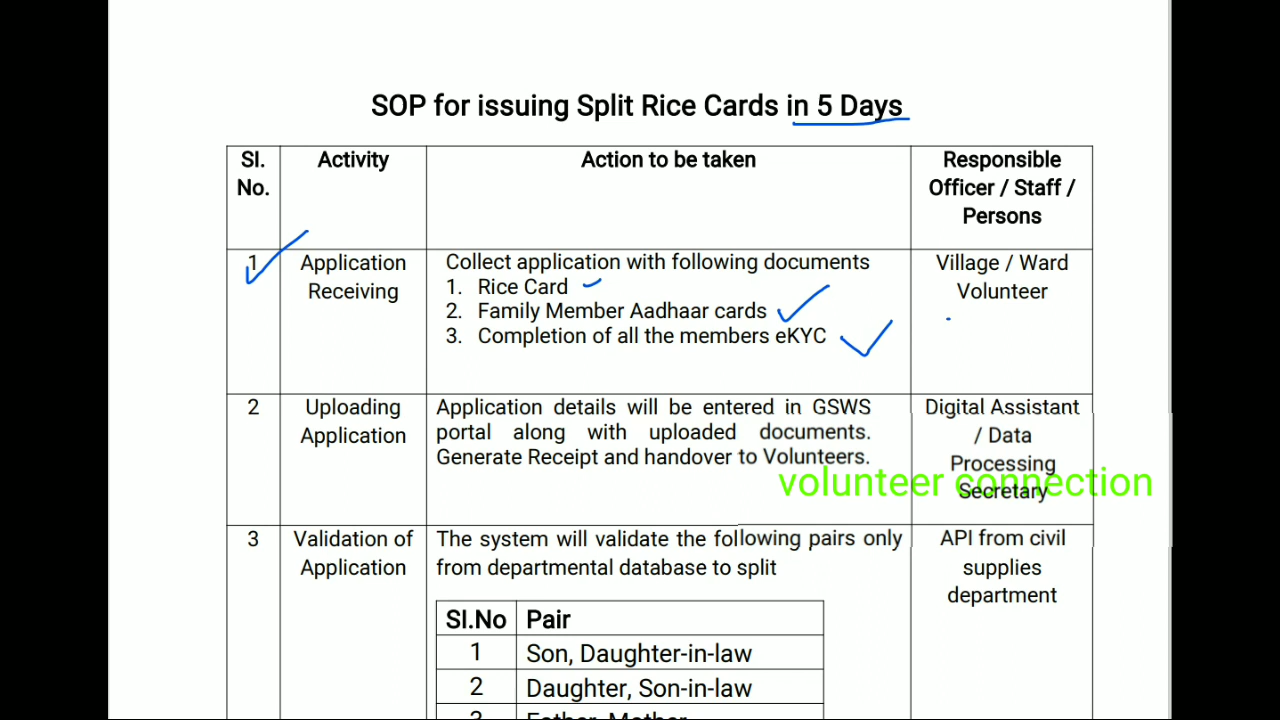 SOP for issuing Split Rice Cards in 5 Days
Sl. No.
Activity
Action to be taken
Responsible Officer / Staff / Persons
1
Application
Receiving
Collect application with following documents
1. Rice Card
2. Family Member Aadhaar cards
3. Completion of all the members eKYC
Village / Ward
Volunteer
2
Uploading
Application
Application details will be entered in GSWS
portal along with uploaded documents.
Generate Receipt and handover to Volunteers.
Digital Assistant
/ Data
Processing
Secretary
volunteer connection
3
Validation of
Application
The system will validate the following pairs only
from departmental database to split
API from civil
supplies
department
Sl.No Pair
1 Son, Daughter-in-law
2 Daughter, Son-in-law
3 Father, Mother